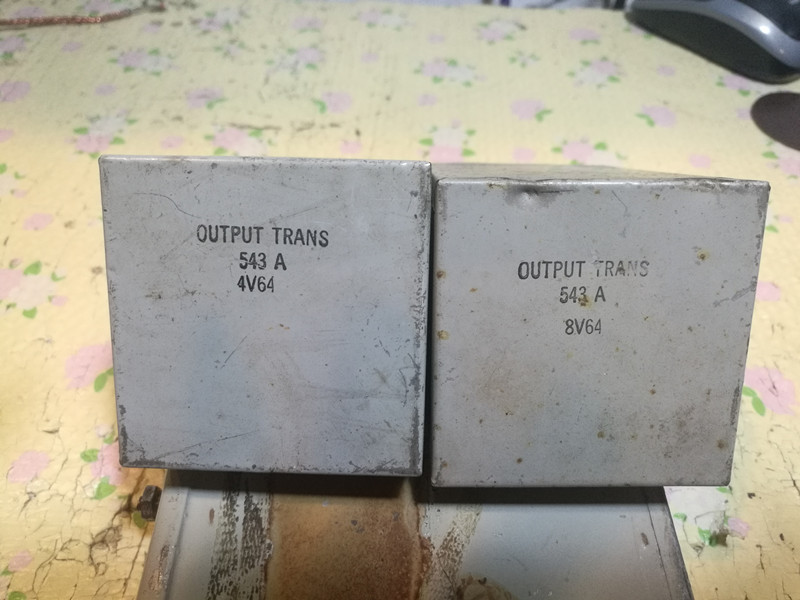 OUTPUT TRANS
543 A
4V64
OUTPUT TRANS
543 A
8V64